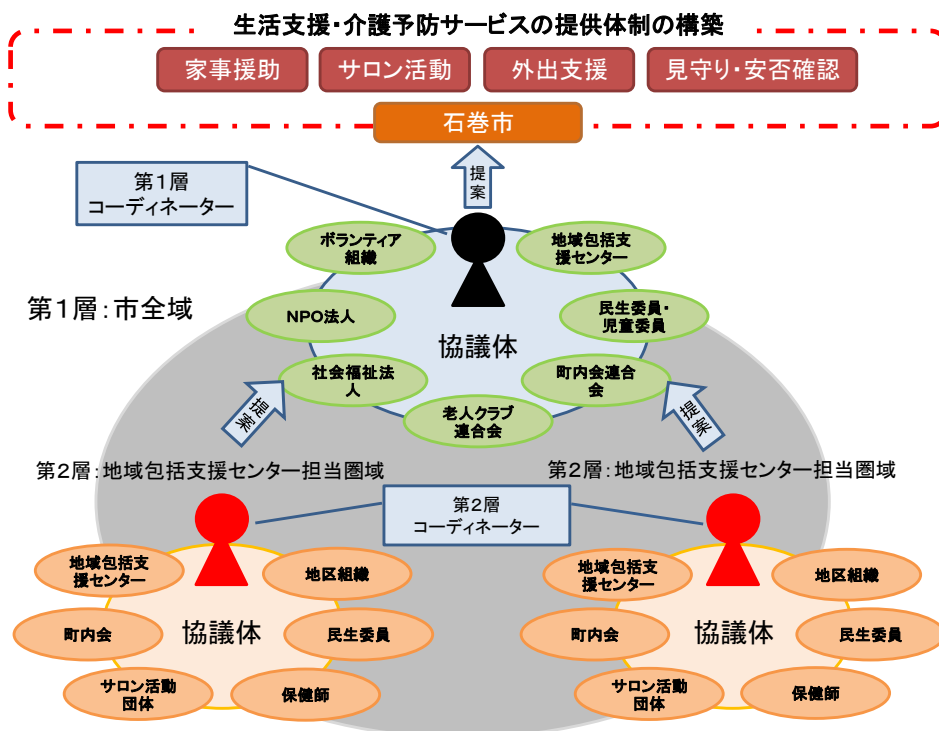 生活支援・介護予防サービスの提供体制の構築
家事援助
サロン活動
外出支援
見守り・安否確認
石巻市
提案
第1層
コーディネーター
ボランティア
組織
地域包括支
援センター
第1層:市全域
NPO法人
民生委員・
児童委員
協議体
社会福祉法
人
町内会連合
会
老人クラブ
連合会
提案
提案
第2層:地域包括支援センター担当圏域
第2層:地域包括支援センター担当圏域
第2層
コーディネーター
地域包括支
援センター
地区組織
町内会
協議体
民生委員
サロン活動
団体
保健師
地域包括支
援センター
地区組織
町内会
協議体
民生委員
サロン活動
団体
保健師